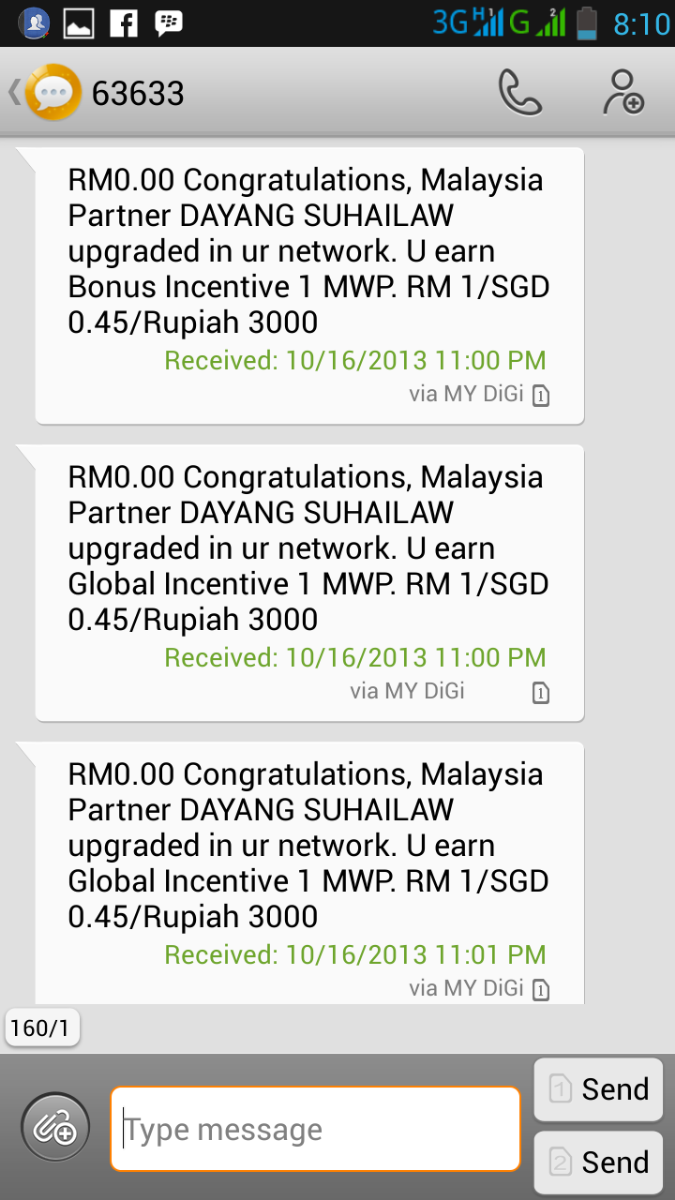 3G H 1 G 2 8:10
63633
RM0.00 Congratulations, Malaysia
Partner DAYANG SUHAILAW
upgraded in ur network. U earn
Bonus Incentive 1 MWP. RM 1/SGD
0.45/Rupiah 3000
Received: 10/16/2013 11:00 PM
via MY DiGi 1
RM0.00 Congratulations, Malaysia
Partner DAYANG SUHAILAW
upgraded in ur network. U earn
Global Incentive 1 MWP. RM 1/SGD
0.45/Rupiah 3000
Received: 10/16/2013 11:00 PM
via MY DiGi 1
RM0.00 Congratulations, Malaysia
Partner DAYANG SUHAILAW
upgraded in ur network. U earn
Global Incentive 1 MWP. RM 1/SGD
0.45/Rupiah 3000
Received: 10/16/2013 11:01 PM
via MY DiGi 1
160/1
1 Send
Type message
2 Send